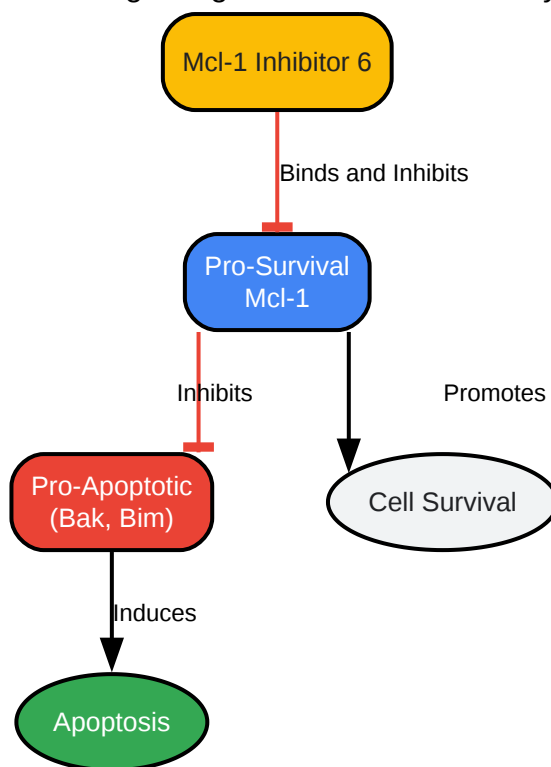 Mcl-1 Inhibitor 6
Binds and Inhibits
Pro-Survival
Mcl-1
Inhibits
Promotes
Pro-Apoptotic
(Bak, Bim)
Cell Survival
Induces
Apoptosis